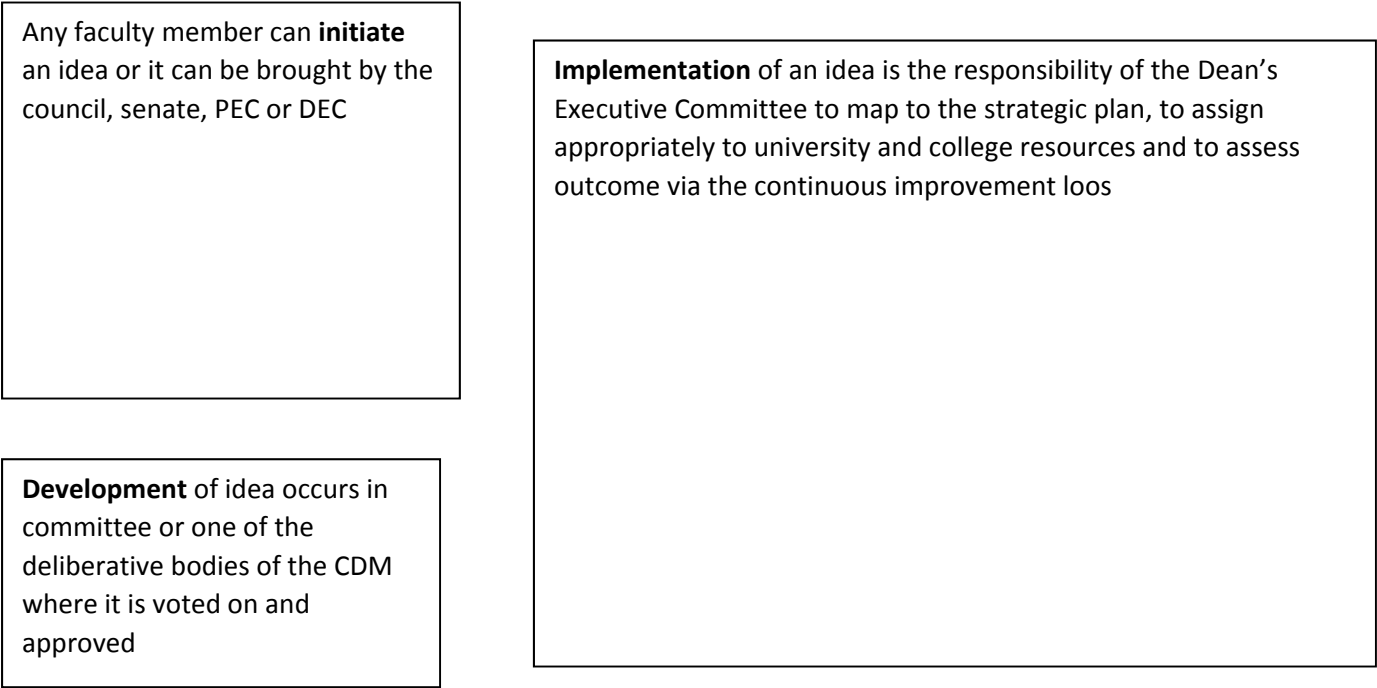 Any faculty member can initiate
an idea or it can be brought by the
council, senate, PEC or DEC
Implementation of an idea is the responsibility of the Dean’s
Executive Committee to map to the strategic plan, to assign
appropriately to university and college resources and to assess
outcome via the continuous improvement loos
Development of idea occurs in
committee or one of the
deliberative bodies of the CDM
where it is voted on and
approved